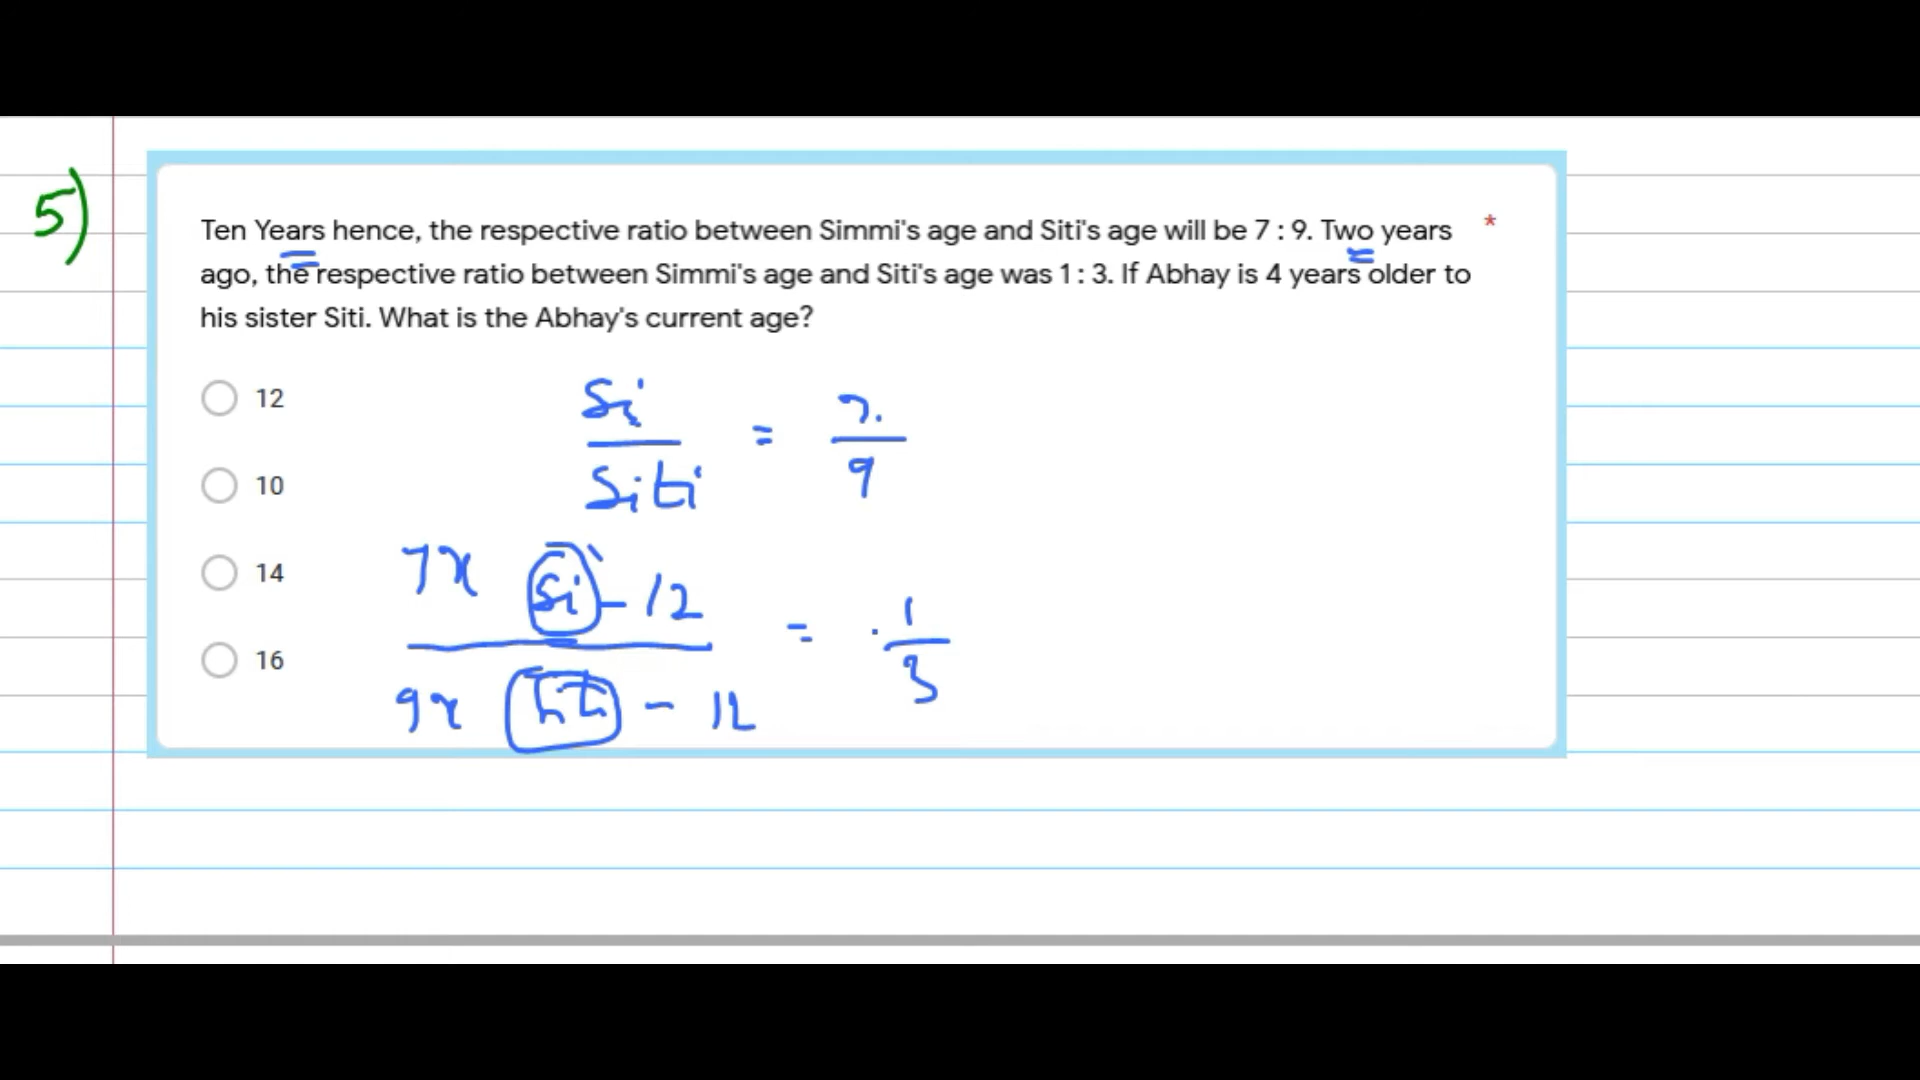 5)
Ten Years hence, the respective ratio between Simmi's age and Siti's age will be 7 : 9. Two years *
ago, the respective ratio between Simmi's age and Siti's age was 1 : 3. If Abhay is 4 years older to
his sister Siti. What is the Abhay's current age?
12
10
14
16
Si / Siti = 7 / 9
7x Si - 12
= 1 / 3
9x - 12